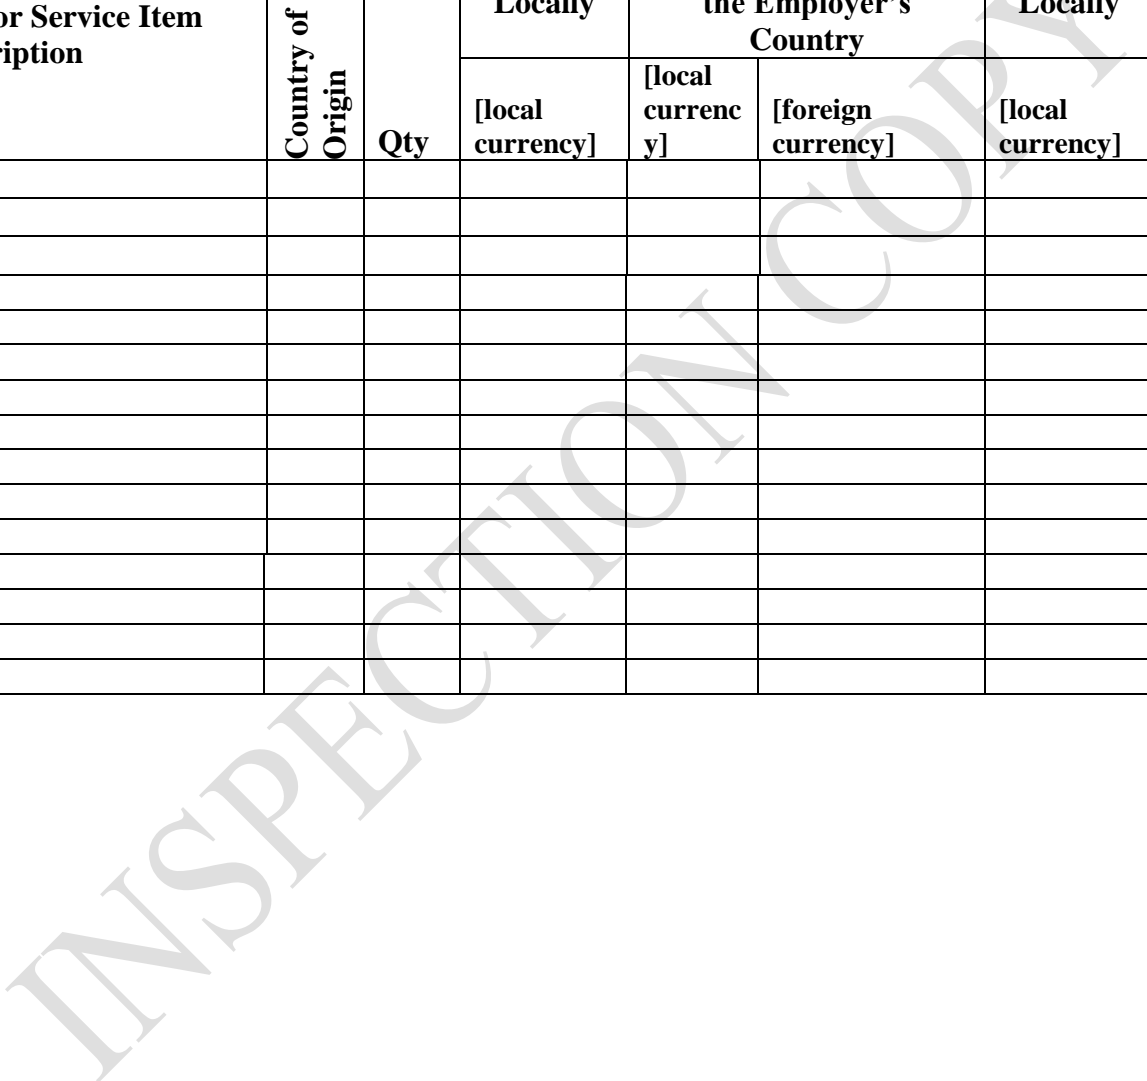 or Service Item
Country of
Origin
Qty
Locally
the Employer's
Country
Locally
[local
currency]
[local
currenc
y]
[foreign
currency]
[local
currency]
INSPECTION COPY